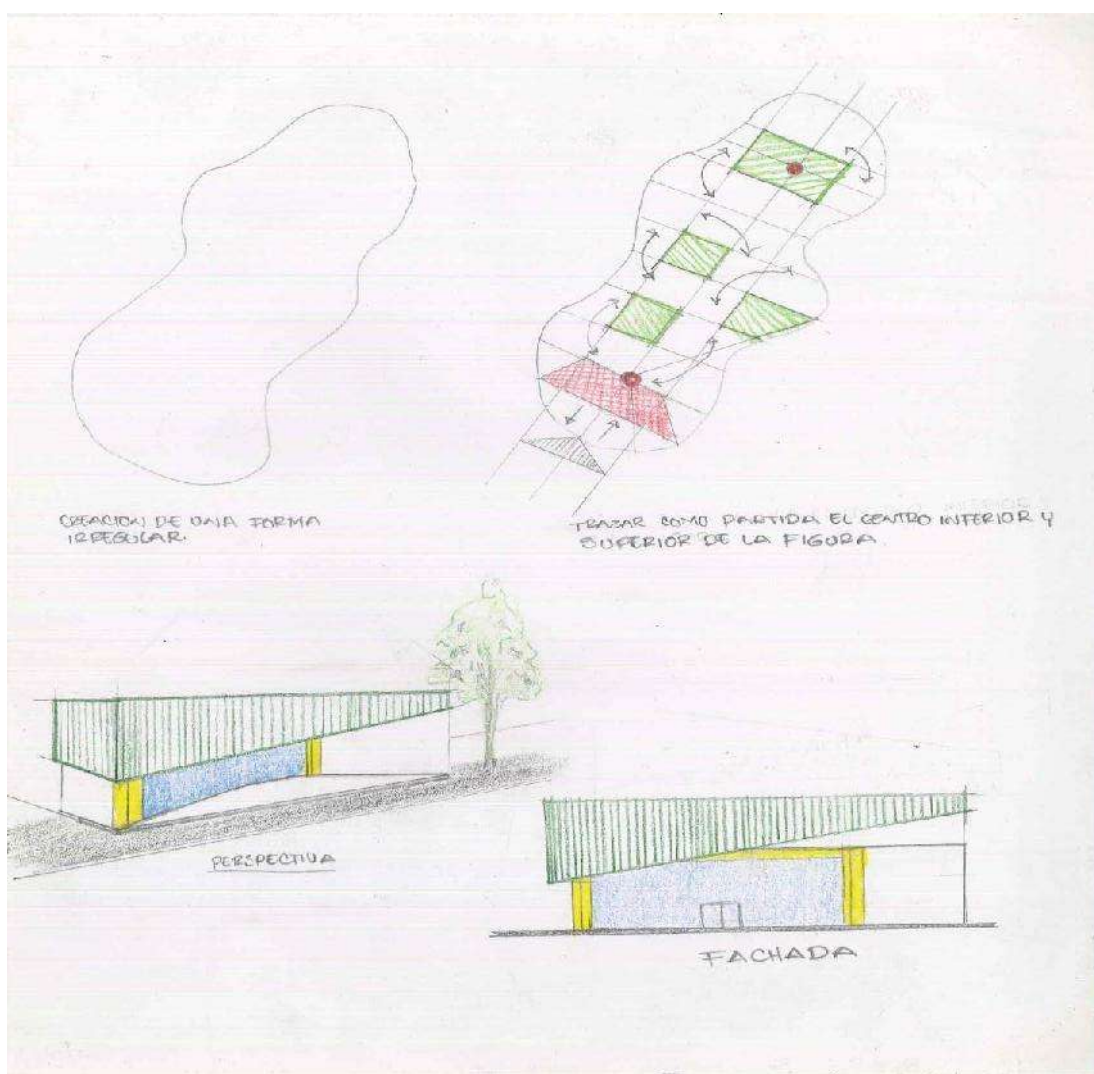 CREACION DE UNA FORMA
IRREGULAR.
TRAZAR COMO PARTIDA EL CENTRO INFERIOR Y
SUPERIOR DE LA FIGURA
PERSPECTIVA
FACHADA